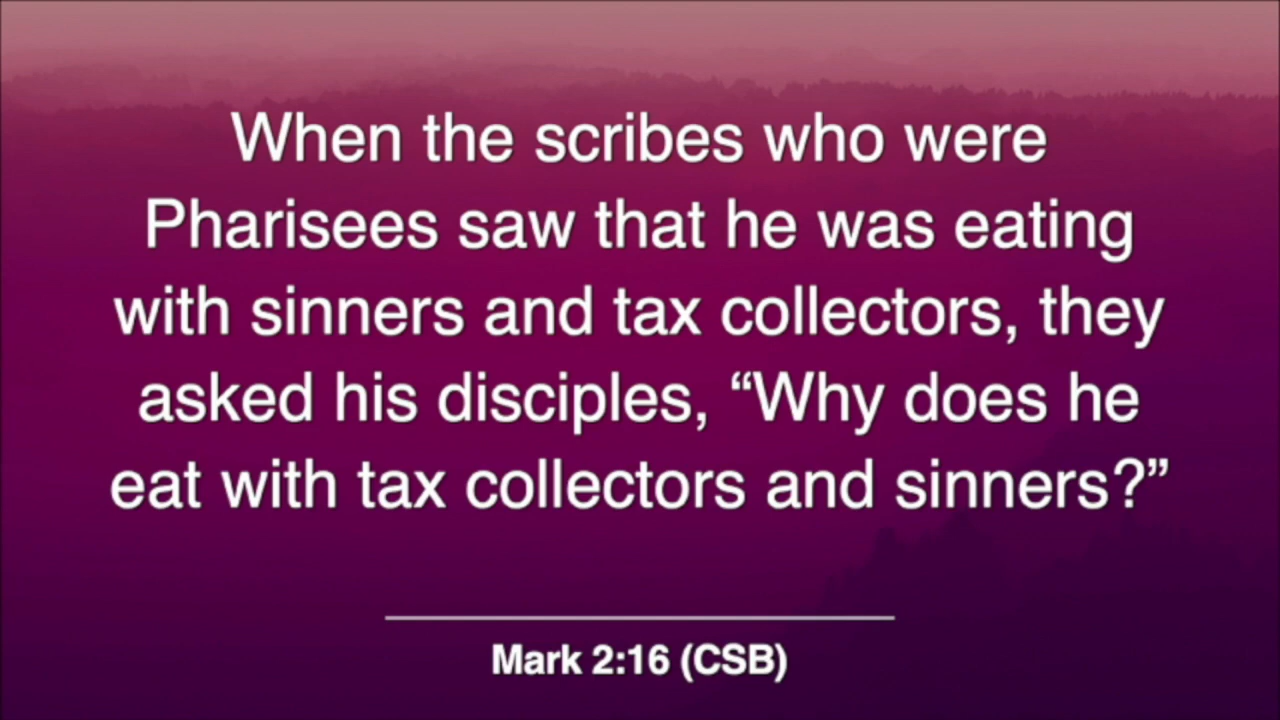 When the scribes who were
Pharisees saw that he was eating
with sinners and tax collectors, they
asked his disciples, “Why does he
eat with tax collectors and sinners?”
Mark 2:16 (CSB)